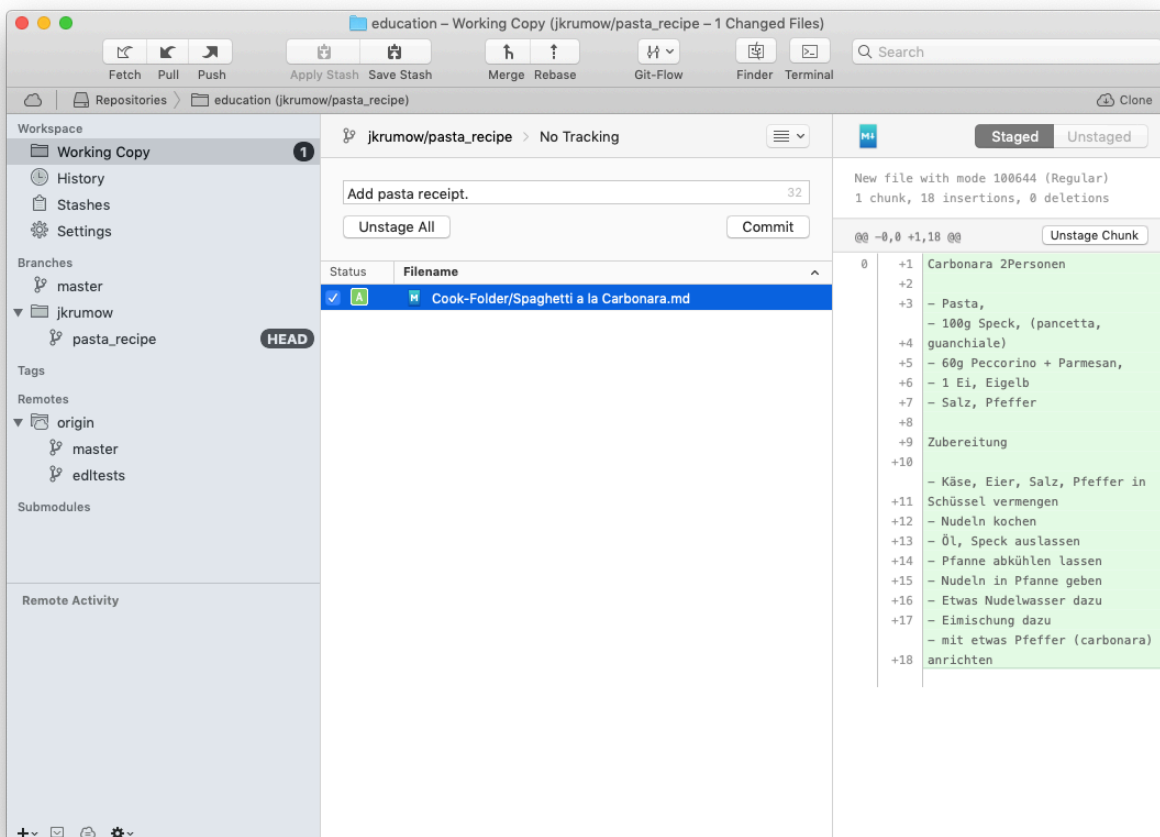 education – Working Copy (jkrumow/pasta_recipe – 1 Changed Files)
Fetch Pull Push Apply Stash Save Stash Merge Rebase Git-Flow Finder Terminal
Search
Repositories education (jkrumow/pasta_recipe) Clone
Workspace
Working Copy 1
History
Stashes
Settings
Branches
master
jkrumow
pasta_recipe HEAD
Tags
Remotes
origin
master
edltests
Submodules
Remote Activity
jkrumow/pasta_recipe > No Tracking
Add pasta receipt. 32
Unstage All Commit
Status Filename
A M Cook-Folder/Spaghetti a la Carbonara.md
M↓ Staged Unstaged
New file with mode 100644 (Regular)
1 chunk, 18 insertions, 0 deletions
@@ -0,0 +1,18 @@ Unstage Chunk
0 +1 Carbonara 2Personen
+2
+3 – Pasta,
– 100g Speck, (pancetta,
+4 guanchiale)
+5 – 60g Peccorino + Parmesan,
+6 – 1 Ei, Eigelb
+7 – Salz, Pfeffer
+8
+9 Zubereitung
+10
– Käse, Eier, Salz, Pfeffer in
+11 Schüssel vermengen
+12 – Nudeln kochen
+13 – Öl, Speck auslassen
+14 – Pfanne abkühlen lassen
+15 – Nudeln in Pfanne geben
+16 – Etwas Nudelwasser dazu
+17 – Eimischung dazu
– mit etwas Pfeffer (carbonara)
+18 anrichten